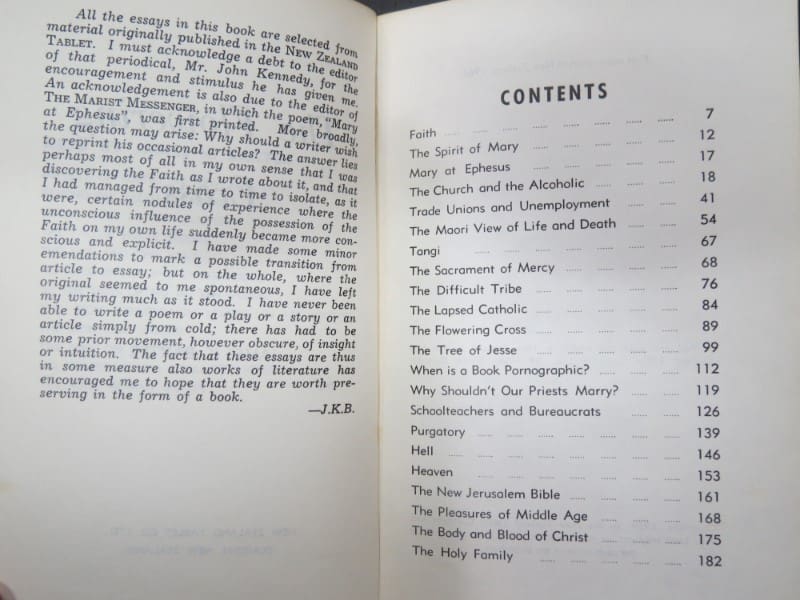 All the essays in this book are selected from
material originally published in the NEW ZEALAND
TABLET. I must acknowledge a debt to the editor
of that periodical, Mr. John Kennedy, for the
encouragement and stimulus he has given me.
An acknowledgement is also due to the editor of
THE MARIST MESSENGER, in which the poem, "Mary
at Ephesus", was first printed. More broadly,
the question may arise: Why should a writer wish
to reprint his occasional articles? The answer lies
perhaps most of all in my own sense that I was
discovering the Faith as I wrote about it, and that
I had managed from time to time to isolate, as it
were, certain nodules of experience where the
unconscious influence of the possession of the
Faith on my own life suddenly became more con-
scious and explicit. I have made some minor
emendations to mark a possible transition from
article to essay; but on the whole, where the
original seemed to me spontaneous, I have left
my writing much as it stood. I have never been
able to write a poem or a play or a story or an
article simply from cold; there has had to be
some prior movement, however obscure, of insight
or intuition. The fact that these essays are thus
in some measure also works of literature has
encouraged me to hope that they are worth pre-
serving in the form of a book.
—J.K.B.
CONTENTS
Faith ..... ..... ..... ..... ..... ..... 7
The Spirit of Mary ..... ..... ..... ..... 12
Mary at Ephesus ..... ..... ..... ..... 17
The Church and the Alcoholic ..... ..... ..... 18
Trade Unions and Unemployment ..... ..... 41
The Maori View of Life and Death ..... ..... 54
Tangi ..... ..... ..... ..... ..... ..... 67
The Sacrament of Mercy ..... ..... ..... ..... 68
The Difficult Tribe ..... ..... ..... ..... 76
The Lapsed Catholic ..... ..... ..... ..... 84
The Flowering Cross ..... ..... ..... ..... 89
The Tree of Jesse ..... ..... ..... ..... 99
When is a Book Pornographic? ..... ..... ..... 112
Why Shouldn't Our Priests Marry? ..... ..... 119
Schoolteachers and Bureaucrats ..... ..... 126
Purgatory ..... ..... ..... ..... ..... ..... 139
Hell ..... ..... ..... ..... ..... ..... 146
Heaven ..... ..... ..... ..... ..... ..... 153
The New Jerusalem Bible ..... ..... ..... ..... 161
The Pleasures of Middle Age ..... ..... ..... 168
The Body and Blood of Christ ..... ..... ..... 175
The Holy Family ..... ..... ..... ..... 182